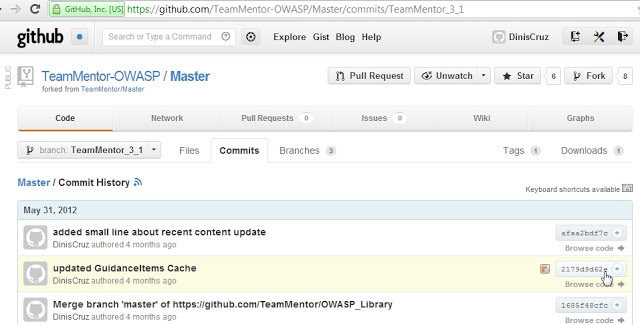 GitHub, Inc. [US] https://github.com/TeamMentor-OWASP/Master/commits/TeamMentor_3_1
github Search or Type a Command Explore Gist Blog Help DinisCruz
PUBLIC
TeamMentor-OWASP / Master Pull Request Unwatch Star 6 Fork 8
forked from TeamMentor/Master
Code Network Pull Requests 0 Issues 0 Wiki Graphs
branch: TeamMentor_3_1 Files Commits Branches 3 Tags 1 Downloads 1
Master / Commit History
Keyboard shortcuts available
May 31, 2012
added small line about recent content update afaa2bdf7c
DinisCruz authored 4 months ago Browse code
updated GuidanceItems Cache 2179d9d62e
DinisCruz authored 4 months ago Browse code
Merge branch 'master' of https://github.com/TeamMentor/OWASP_Library 1685f48cfc
DinisCruz authored 4 months ago Browse code